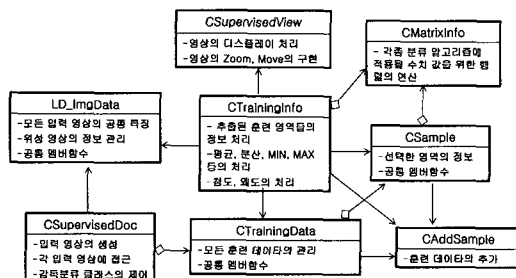 CSupervisedView
-영상의 디스플레이 처리
-영상의 Zoom, Move의 구현
CMatrixInfo
- 각종 분류 알고리즘에
적용될 수치 값을 위한 행
렬의 연산
LD_ImgData
-모든 입력 영상의 공통 특징
-위성 영상의 정보 관리
-공통 멤버함수
CTrainingInfo
- 추출된 훈련 영역들의
정보 처리
-평균, 분산, MIN, MAX
등의 처리
-첨도, 왜도의 처리
CSample
-선택한 영역의 정보
-공통 멤버함수
CSupervisedDoc
-입력 영상의 생성
-각 입력 영상에 접근
-감독분류 클래스의 제어
CTrainingData
-모든 훈련 데이타의 관리
-공통 멤버함수
CAddSample
-훈련 데이타의 추가